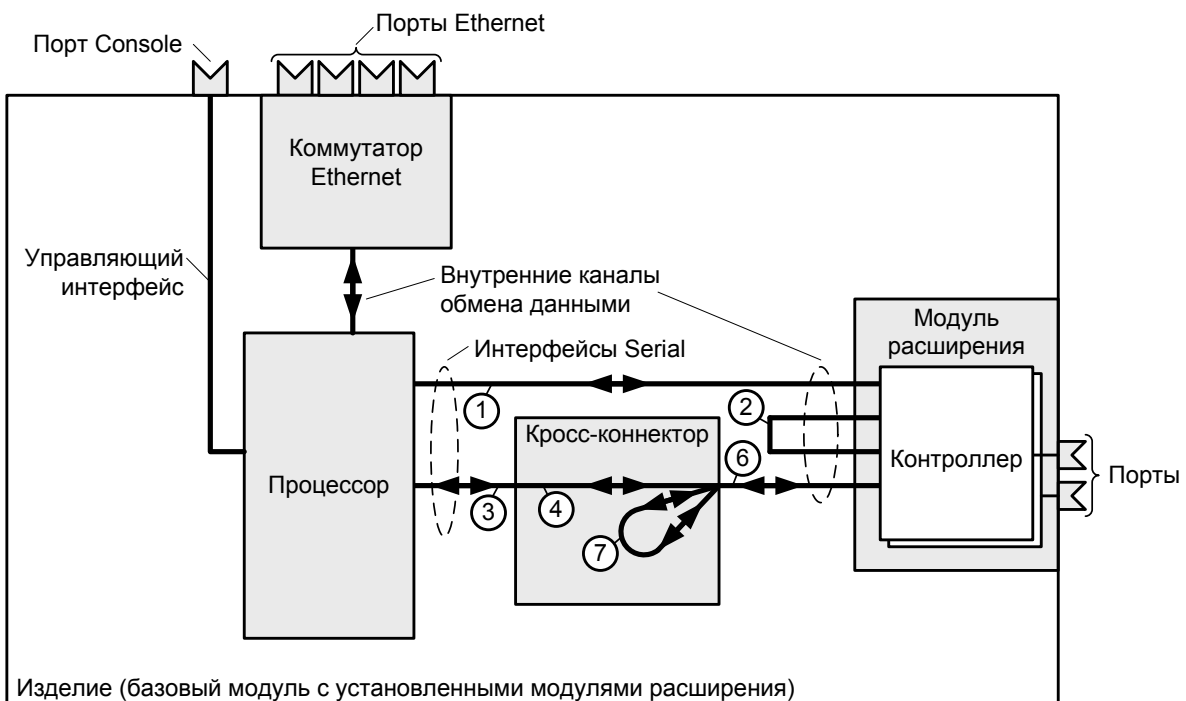 Порты Ethernet
Порт Console
Коммутатор
Ethernet
Управляющий
интерфейс
Внутренние каналы
обмена данными
Модуль
расширения
Интерфейсы Serial
1
2
Кросс-коннектор
6
Контроллер
Порты
Процессор
3
4
7
Изделие (базовый модуль с установленными модулями расширения)